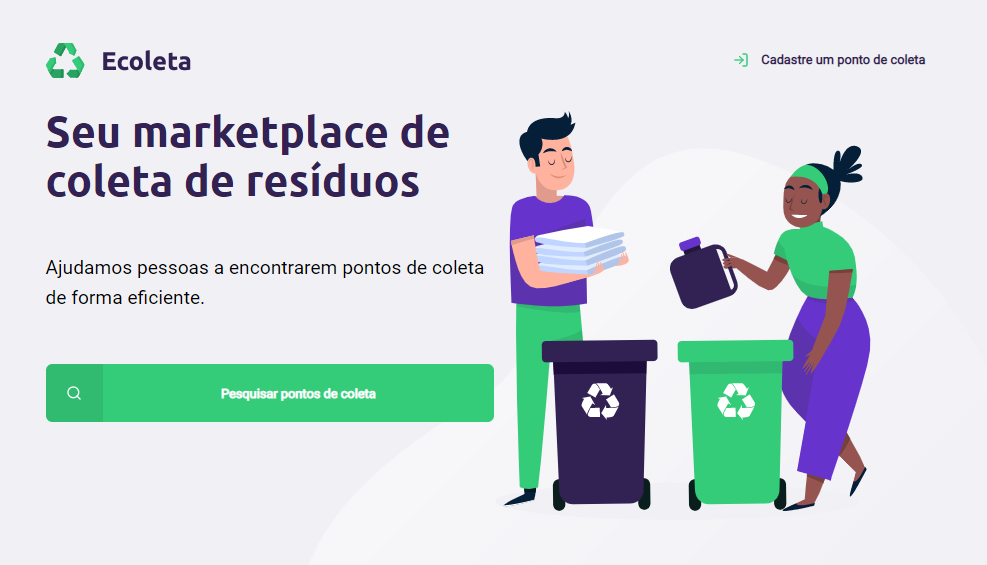 Ecoleta
Cadastre um ponto de coleta
Seu marketplace de
coleta de resíduos
Ajudamos pessoas a encontrarem pontos de coleta
de forma eficiente.
Pesquisar pontos de coleta